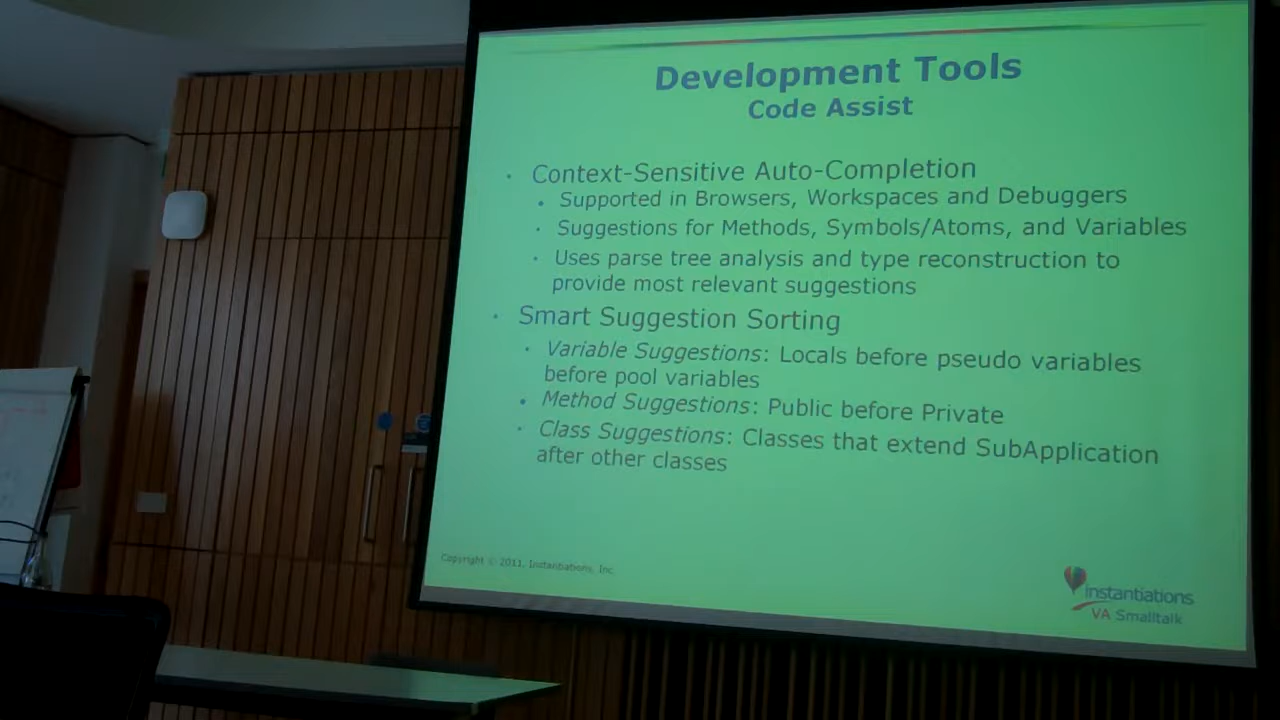 Development Tools
Code Assist
Context-Sensitive Auto-Completion
Supported in Browsers, Workspaces and Debuggers
Suggestions for Methods, Symbols/Atoms, and Variables
Uses parse tree analysis and type reconstruction to
provide most relevant suggestions
Smart Suggestion Sorting
Variable Suggestions: Locals before pseudo variables
before pool variables
Method Suggestions: Public before Private
Class Suggestions: Classes that extend SubApplication
after other classes
Copyright © 2011, Instantiations, Inc.
instantiations
VA Smalltalk